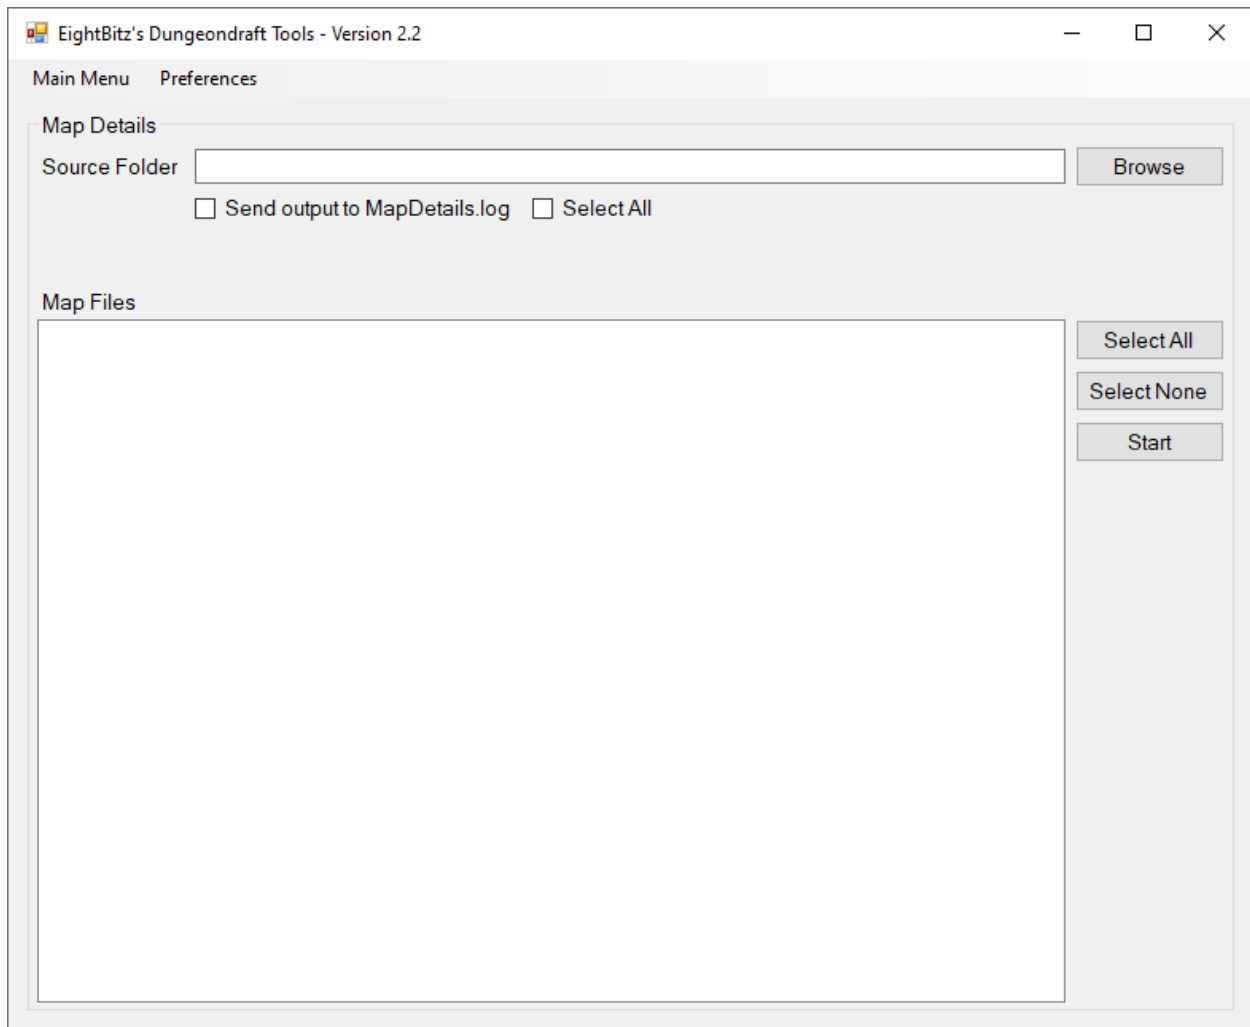 EightBitz's Dungeondraft Tools - Version 2.2
Main Menu Preferences
Map Details
Source Folder Browse
Send output to MapDetails.log Select All
Map Files
Select All
Select None
Start